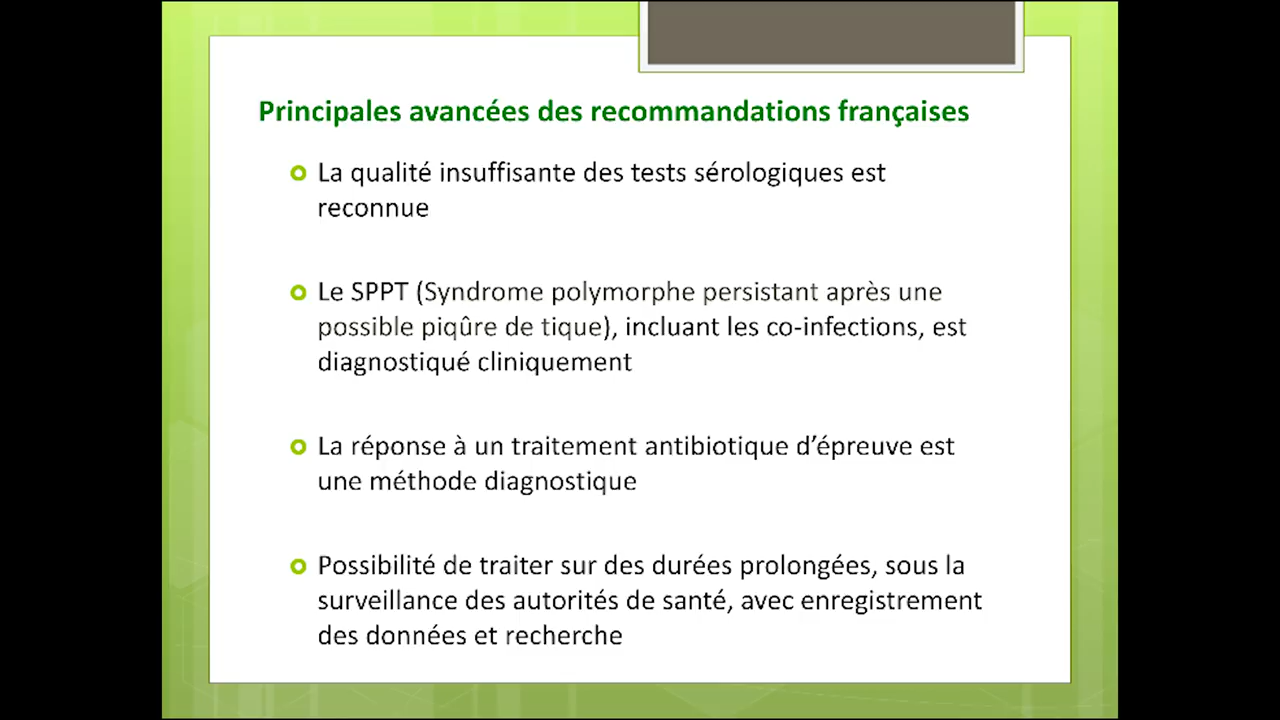 Principales avancées des recommandations françaises
La qualité insuffisante des tests sérologiques est
reconnue
Le SPPT (Syndrome polymorphe persistant après une
possible piqûre de tique), incluant les co-infections, est
diagnostiqué cliniquement
La réponse à un traitement antibiotique d’épreuve est
une méthode diagnostique
Possibilité de traiter sur des durées prolongées, sous la
surveillance des autorités de santé, avec enregistrement
des données et recherche